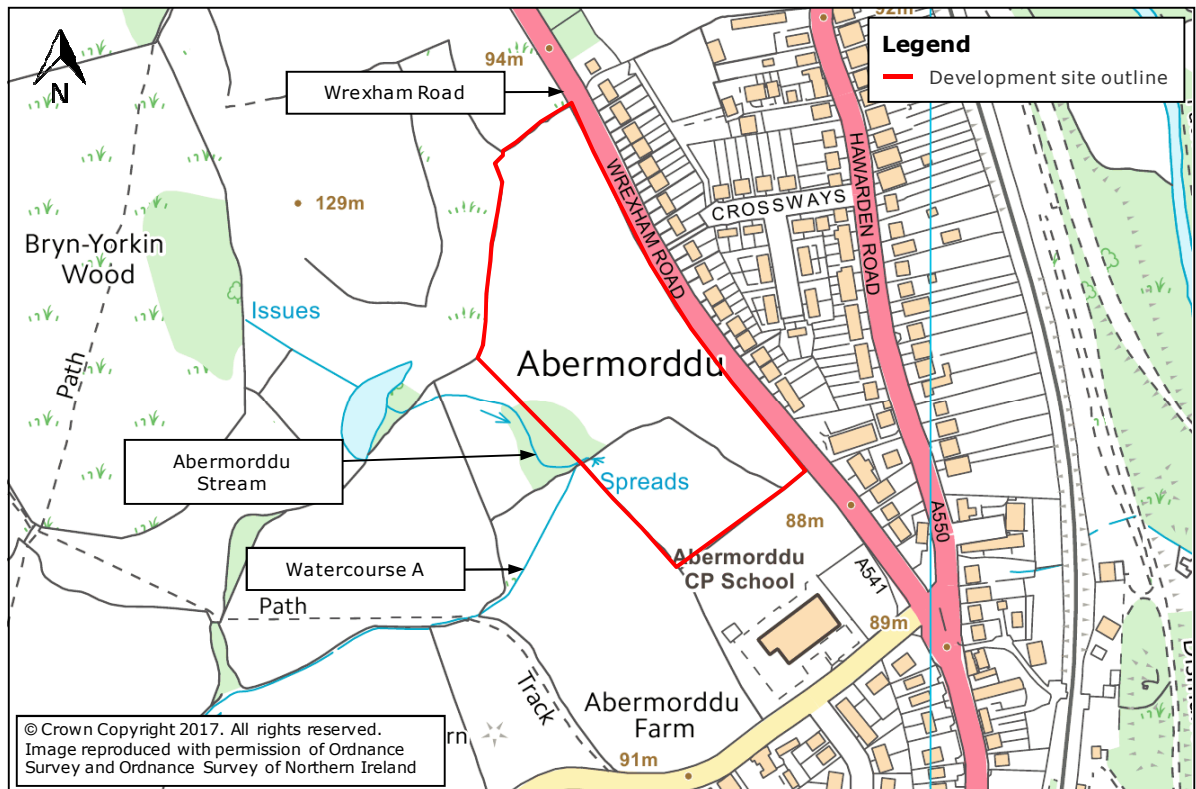 92m
Legend
Development site outline
N
94m
Wrexham Road
WREXHAM ROAD
HAWARDEN ROAD
CROSSWAYS
129m
Bryn-Yorkin
Wood
Issues
Path
Abermorddu
Abermorddu
Stream
Spreads
88m
A550
Abermorddu
CP School
A541
Watercourse A
Path
89m
Track
Abermorddu
Farm
91m
rn
© Crown Copyright 2017. All rights reserved.
Image reproduced with permission of Ordnance
Survey and Ordnance Survey of Northern Ireland